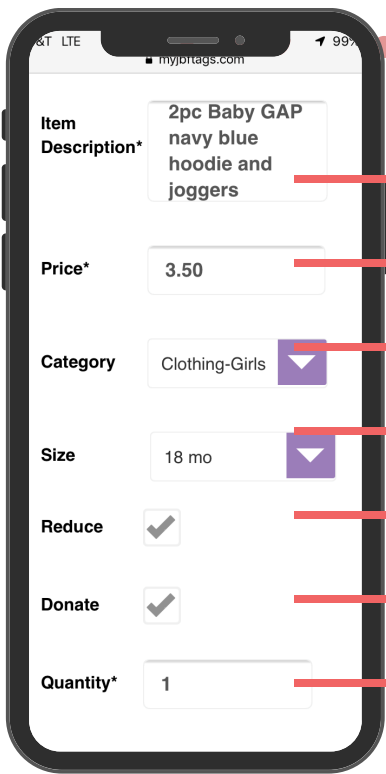 &T LTE 99%
myjbftags.com
Item Description*
2pc Baby GAP
navy blue
hoodie and
joggers
Price*
3.50
Category
Clothing-Girls
Size
18 mo
Reduce
Donate
Quantity*
1